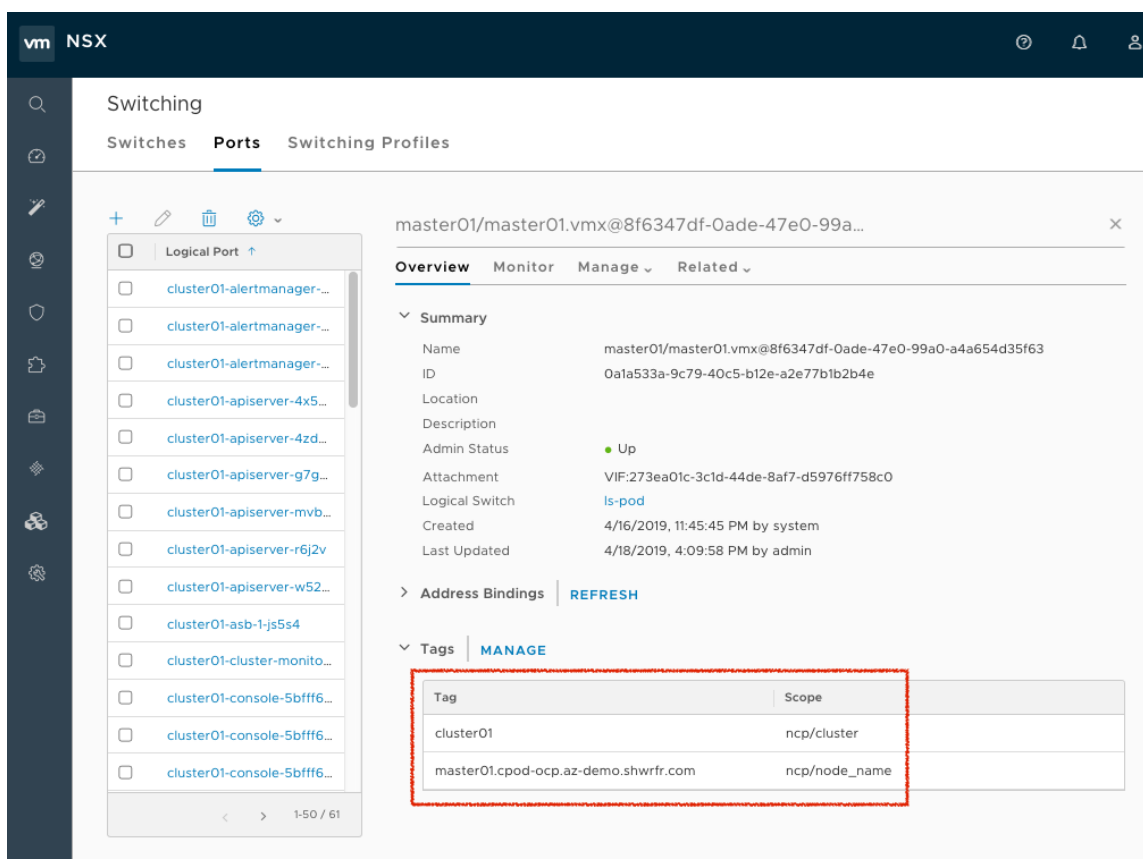 vm NSX
Switching
Switches Ports Switching Profiles
master01/master01.vmx@8f6347df-0ade-47e0-99a...
Logical Port
Overview Monitor Manage Related
cluster01-alertmanager-...
cluster01-alertmanager-...
cluster01-alertmanager-...
cluster01-apiserver-4x5...
cluster01-apiserver-4zd...
cluster01-apiserver-g7g...
cluster01-apiserver-mvb...
cluster01-apiserver-r6j2v
cluster01-apiserver-w52...
cluster01-asb-1-js5s4
cluster01-cluster-monito...
cluster01-console-5bfff6...
cluster01-console-5bfff6...
cluster01-console-5bfff6...
1-50 / 61
Summary
Name master01/master01.vmx@8f6347df-0ade-47e0-99a0-a4a654d35f63
ID 0a1a533a-9c79-40c5-b12e-a2e77b1b2b4e
Location
Description
Admin Status Up
Attachment VIF:273ea01c-3c1d-44de-8af7-d5976ff758c0
Logical Switch ls-pod
Created 4/16/2019, 11:45:45 PM by system
Last Updated 4/18/2019, 4:09:58 PM by admin
Address Bindings REFRESH
Tags MANAGE
Tag Scope
cluster01 ncp/cluster
master01.cpod-ocp.az-demo.shwrfr.com ncp/node_name